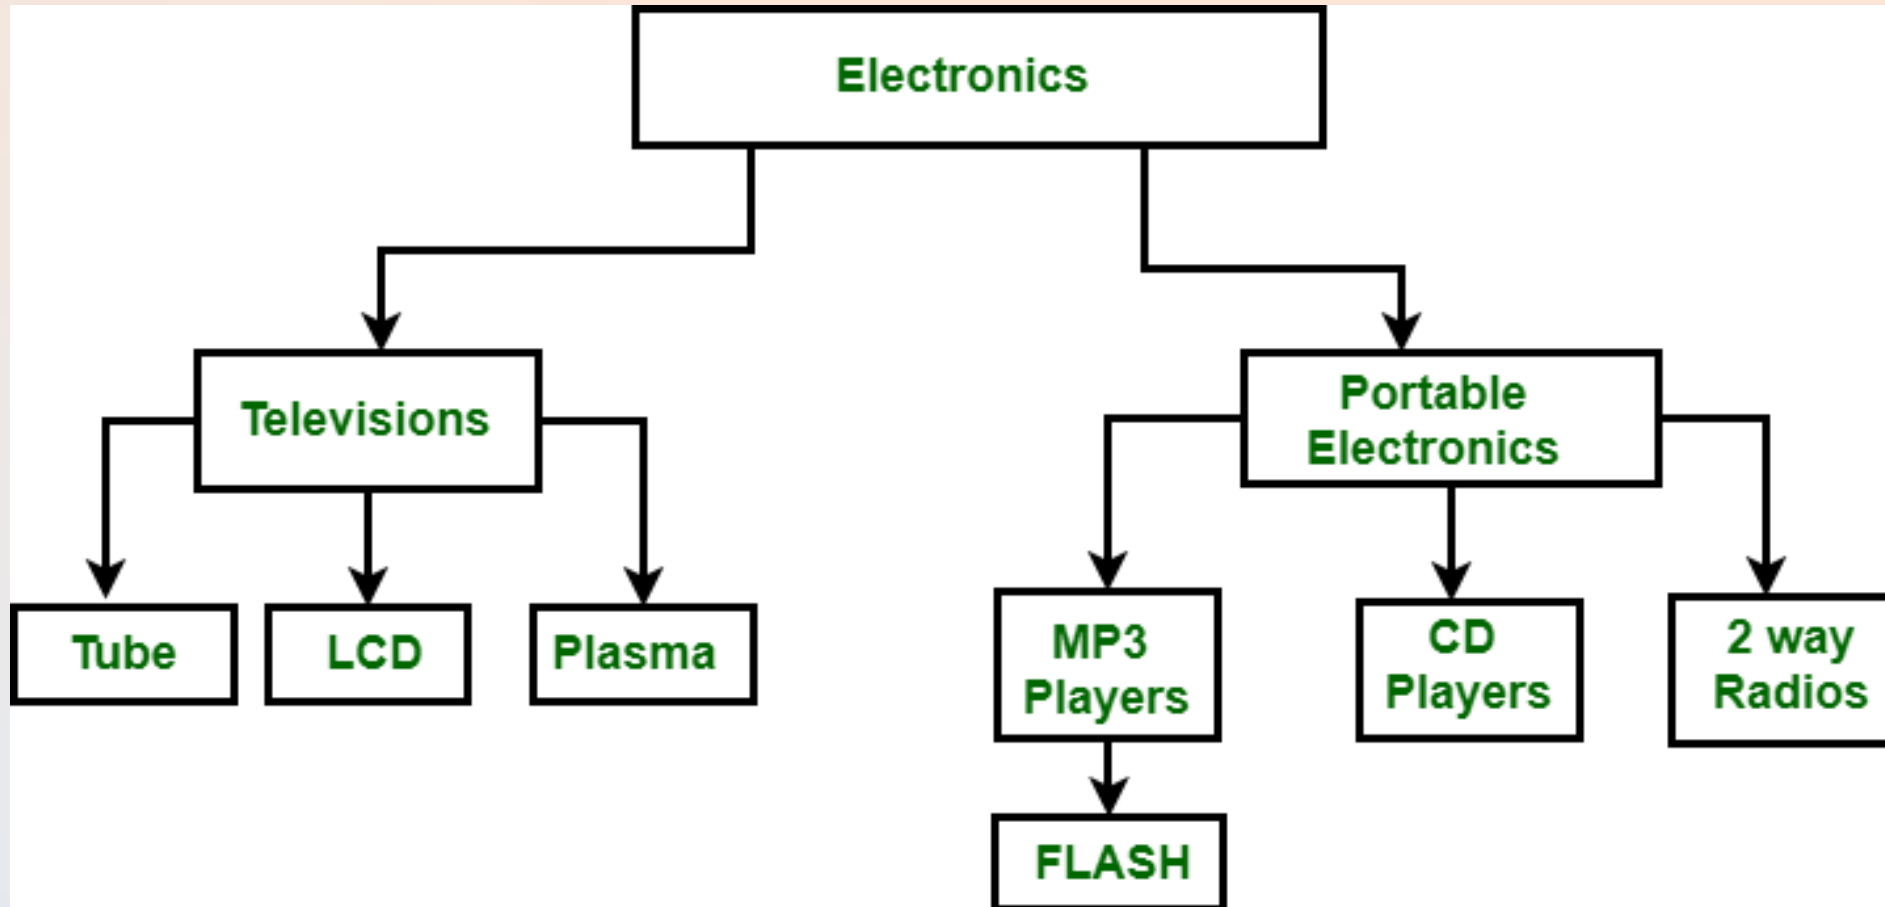 Electronics
Televisions
Portable
Electronics
Tube
LCD
Plasma
MP3
Players
CD
Players
2 way
Radios
FLASH